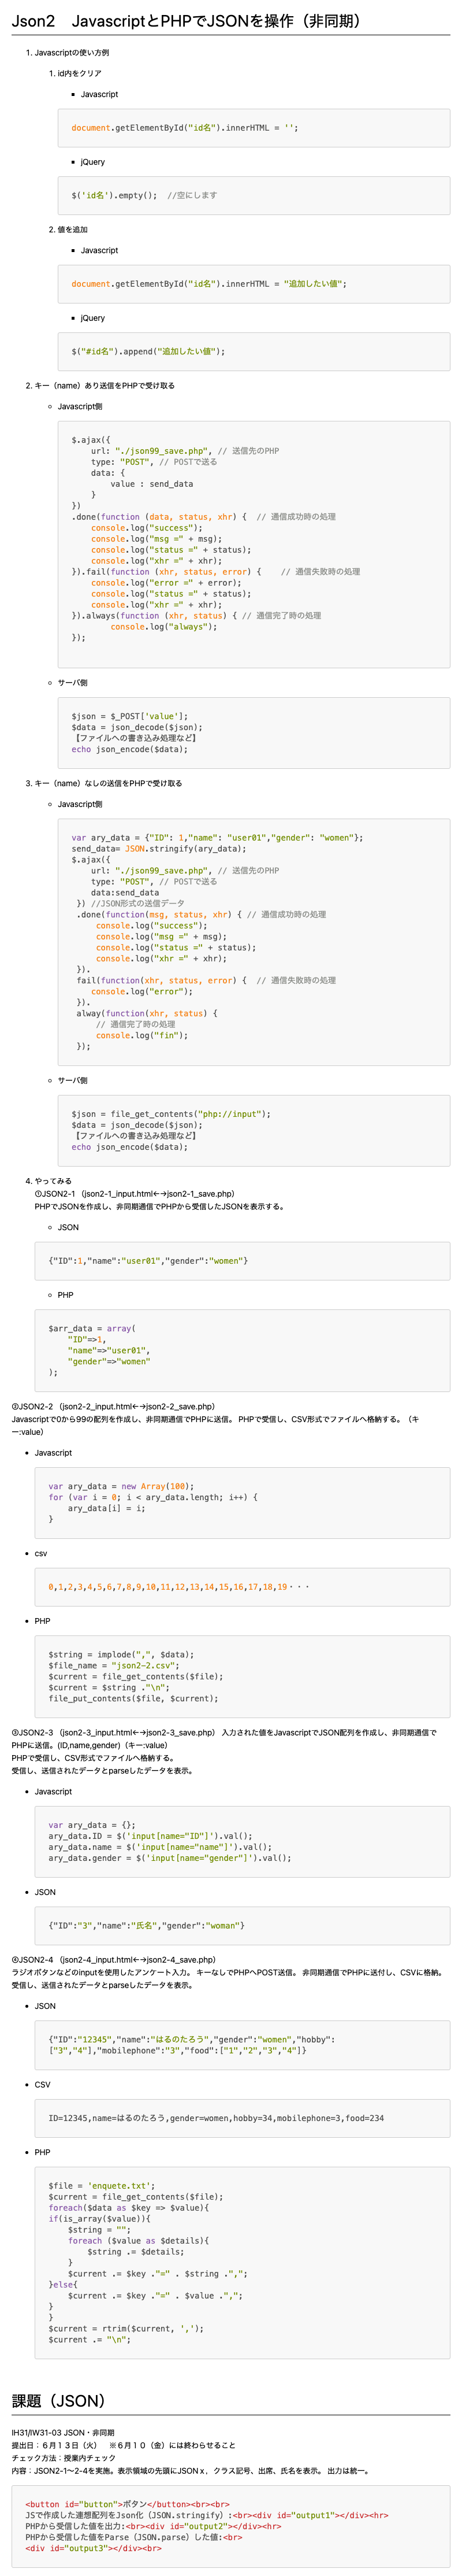 Json2　JavascriptとPHPでJSONを操作（非同期）
1. Javascriptの使い方例
1. id内をクリア
▪ Javascript
document.getElementById("id名").innerHTML = '';
▪ jQuery
$('id名').empty();  //空にします
2. 値を追加
▪ Javascript
document.getElementById("id名").innerHTML = "追加したい値";
▪ jQuery
$("#id名").append("追加したい値");
2. キー（name）あり送信をPHPで受け取る
○ Javascript側
$.ajax({
    url: "./json99_save.php", // 送信先のPHP
    type: "POST", // POSTで送る
    data: {
        value : send_data
    }
})
.done(function (data, status, xhr) {  // 通信成功時の処理
    console.log("success");
    console.log("msg =" + msg);
    console.log("status =" + status);
    console.log("xhr =" + xhr);
}).fail(function (xhr, status, error) {    // 通信失敗時の処理
    console.log("error =" + error);
    console.log("status =" + status);
    console.log("xhr =" + xhr);
}).always(function (xhr, status) { // 通信完了時の処理
        console.log("always");
});
○ サーバ側
$json = $_POST['value'];
$data = json_decode($json);
【ファイルへの書き込み処理など】
echo json_encode($data);
3. キー（name）なしの送信をPHPで受け取る
○ Javascript側
var ary_data = {"ID": 1,"name": "user01","gender": "women"};
send_data= JSON.stringify(ary_data);
$.ajax({
    url: "./json99_save.php", // 送信先のPHP
    type: "POST", // POSTで送る
    data:send_data
 }) //JSON形式の送信データ
 .done(function(msg, status, xhr) { // 通信成功時の処理
     console.log("success");
     console.log("msg =" + msg);
     console.log("status =" + status);
     console.log("xhr =" + xhr);
 }).
 fail(function(xhr, status, error) {  // 通信失敗時の処理
    console.log("error");
 }).
 alway(function(xhr, status) {
     // 通信完了時の処理
     console.log("fin");
 });
○ サーバ側
$json = file_get_contents("php://input");
$data = json_decode($json);
【ファイルへの書き込み処理など】
echo json_encode($data);
4. やってみる
①JSON2-1 （json2-1_input.html←→json2-1_save.php）
PHPでJSONを作成し、非同期通信でPHPから受信したJSONを表示する。
○ JSON
{"ID":1,"name":"user01","gender":"women"}
○ PHP
$arr_data = array(
    "ID"=>1,
    "name"=>"user01",
    "gender"=>"women"
);
②JSON2-2 （json2-2_input.html←→json2-2_save.php）
Javascriptで0から99の配列を作成し、非同期通信でPHPに送信。 PHPで受信し、CSV形式でファイルへ格納する。（キ
ー:value）
• Javascript
var ary_data = new Array(100);
for (var i = 0; i < ary_data.length; i++) {
    ary_data[i] = i;
}
• csv
0,1,2,3,4,5,6,7,8,9,10,11,12,13,14,15,16,17,18,19・・・
• PHP
$string = implode(",", $data);
$file_name = "json2-2.csv";
$current = file_get_contents($file);
$current = $string ."\n";
file_put_contents($file, $current);
③JSON2-3 （json2-3_input.html←→json2-3_save.php） 入力された値をJavascriptでJSON配列を作成し、非同期通信で
PHPに送信。(ID,name,gender)（キー:value）
PHPで受信し、CSV形式でファイルへ格納する。
受信し、送信されたデータとparseしたデータを表示。
• Javascript
var ary_data = {};
ary_data.ID = $('input[name="ID"]').val();
ary_data.name = $('input[name="name"]').val();
ary_data.gender = $('input[name="gender"]').val();
• JSON
{"ID":"3","name":"氏名","gender":"woman"}
④JSON2-4 （json2-4_input.html←→json2-4_save.php）
ラジオボタンなどのinputを使用したアンケート入力。 キーなしでPHPへPOST送信。 非同期通信でPHPに送付し、CSVに格納。
受信し、送信されたデータとparseしたデータを表示。
• JSON
{"ID":"12345","name":"はるのたろう","gender":"women","hobby":
["3","4"],"mobilephone":"3","food":["1","2","3","4"]}
• CSV
ID=12345,name=はるのたろう,gender=women,hobby=34,mobilephone=3,food=234
• PHP
$file = 'enquete.txt';
$current = file_get_contents($file);
foreach($data as $key => $value){
if(is_array($value)){
    $string = "";
    foreach ($value as $details){
        $string .= $details;
    }
    $current .= $key ."=" . $string .",";
}else{
    $current .= $key ."=" . $value .",";
}
}
$current = rtrim($current, ',');
$current .= "\n";
課題（JSON）
IH31/IW31-03 JSON・非同期
提出日：６月１３日（火）　※６月１０（金）には終わらせること
チェック方法：授業内チェック
内容：JSON2-1〜2-4を実施。表示領域の先頭にJSONｘ．クラス記号、出席、氏名を表示。 出力は統一。
<button id="button">ボタン</button><br><br>
JSで作成した連想配列をJson化（JSON.stringify）:<br><div id="output1"></div><hr>
PHPから受信した値を出力:<br><div id="output2"></div><hr>
PHPから受信した値をParse（JSON.parse）した値:<br>
<div id="output3"></div><br>